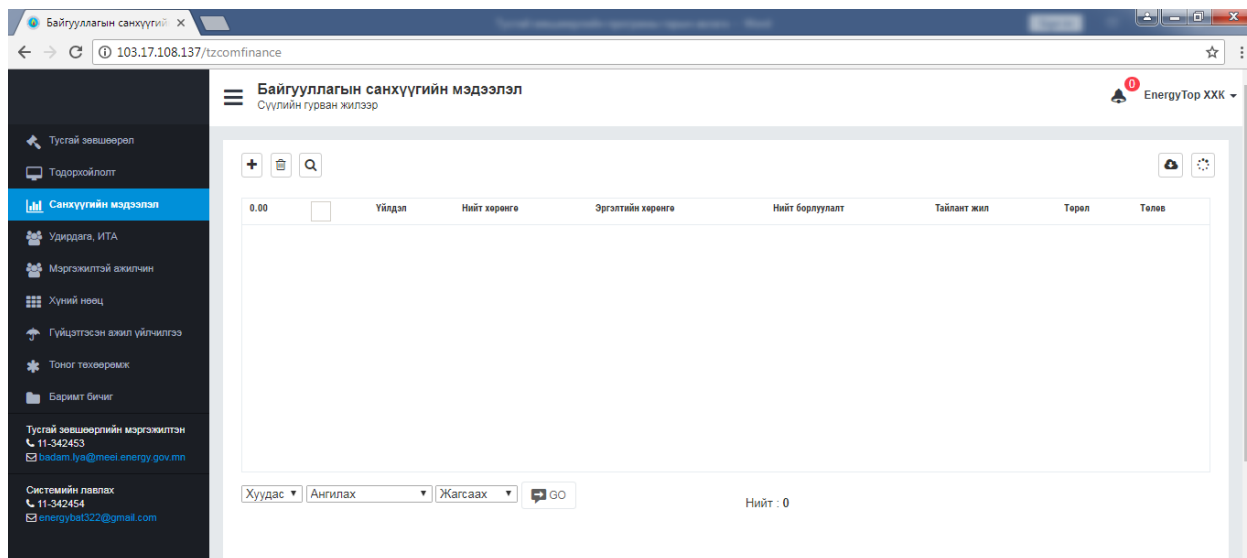 Байгууллагын санхүүгий
103.17.108.137/tzcomfinance
Байгууллагын санхүүгийн мэдээлэл
Сүүлийн гурван жилээр
0
EnergyTop ХХК
Тусгай зөвшөөрөл
Тодорхойлолт
Санхүүгийн мэдээлэл
Удирдага, ИТА
Мэргэжилтэй ажилчин
Хүний нөөц
Гүйцэтгэсэн ажил үйлчилгээ
Тоног төхөөрөмж
Баримт бичиг
Тусгай зөвшөөрлийн мэргэжилтэн
11-342453
badam.lya@meei.energy.gov.mn
Системийн лавлах
11-342454
energybat322@gmail.com
0.00 Үйлдэл Нийт хөрөнгө Эргэлтийн хөрөнгө Нийт борлуулалт Тайлант жил Төрөл Төлөв
Хуудас Ангилах Жагсаах GO
Нийт : 0